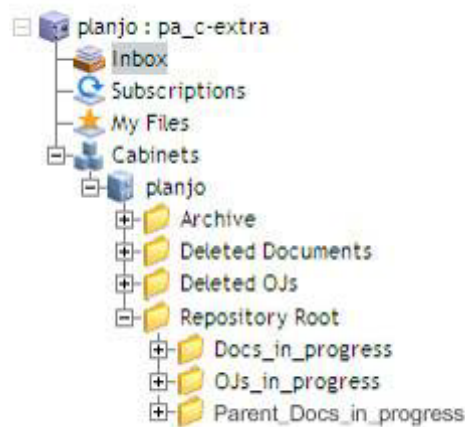 planjo : pa_c-extra
Inbox
Subscriptions
My Files
Cabinets
planjo
Archive
Deleted Documents
Deleted OJs
Repository Root
Docs_in_progress
OJs_in_progress
Parent_Docs_in_progress